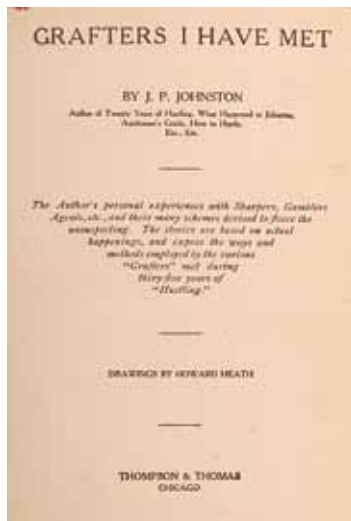 GRAFTERS I HAVE MET
BY J. P. JOHNSTON
Author of Twenty Years of Hustling, What Happened to Johnston,
Auctioneer's Guide, How to Hustle,
Etc., Etc.
The Author's personal experiences with Sharpers, Gamblers
Agents, etc., and their many schemes devised to fleece the
unsuspecting. The stories are based on actual
happenings, and expose the ways and
methods employed by the various
"Grafters" met during
thirty-five years of
"Hustling."
DRAWINGS BY HOWARD HEATH
THOMPSON & THOMAS
CHICAGO